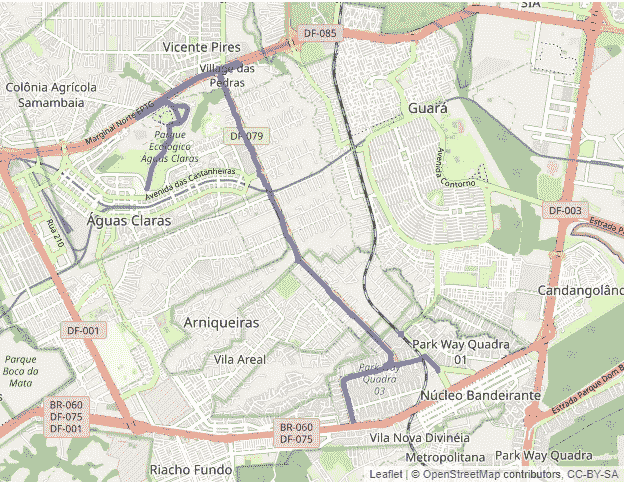 SIA
DF-085
Vicente Pires
Village das
Pedras
Colônia Agrícola
Samambaia
Marginal Norte EPTG
Guará
DF-079
Parque
Ecológico
Águas Claras
Avenida das Castanheiras
Avenida Contorno
DF-003
Águas Claras
Rua 210
Estrada Pa
Candangolân
Arniqueiras
DF-001
Park Way Quadra
01
Parque
Boca do
Mata
Vila Areal
Park Way
Quadra
03
Núcleo Bandeirante
Estrada Parque Dom B
BR-060
DF-075
DF-001
BR-060
DF-075
Vila Nova Divinéia
Metropolitana
Park Way Quadra
Riacho Fundo
Leaflet | © OpenStreetMap contributors, CC-BY-SA